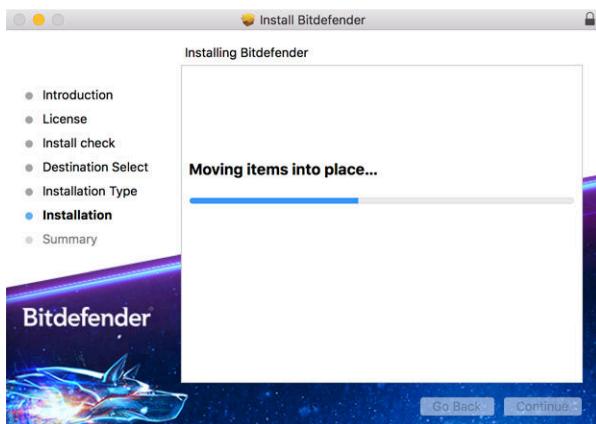 Install Bitdefender
Installing Bitdefender
Introduction
License
Install check
Destination Select
Installation Type
Installation
Summary
Moving items into place...
Bitdefender
Go Back
Continue